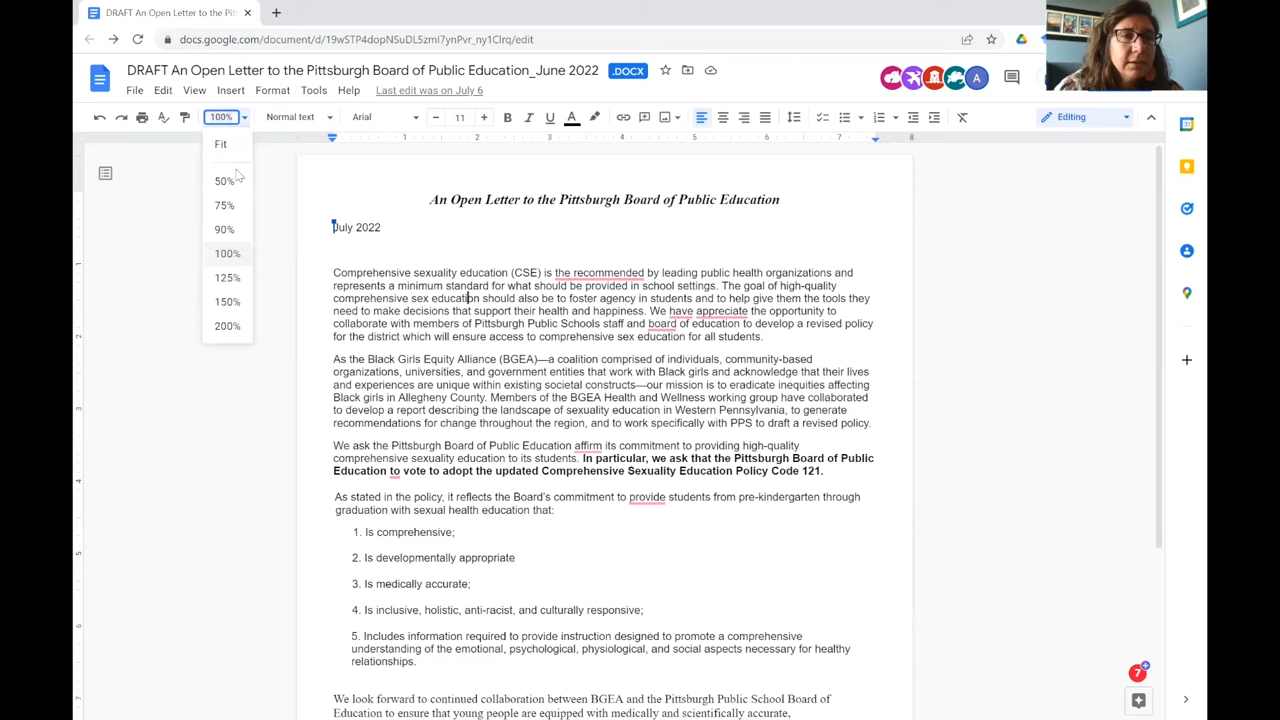 DRAFT An Open Letter to the Pitt
docs.google.com/document/d/19wSTP4dcpNSuDL5zml7ynPvr_ny1Clrq/edit
DRAFT An Open Letter to the Pittsburgh Board of Public Education_June 2022 .DOCX
File Edit View Insert Format Tools Help Last edit was on July 6
A
100% Normal text Arial 11 B I U A Editing
1 2 3 4 5 6 7 8
Fit
50%
75%
90%
100%
125%
150%
200%
An Open Letter to the Pittsburgh Board of Public Education
July 2022
Comprehensive sexuality education (CSE) is the recommended by leading public health organizations and
represents a minimum standard for what should be provided in school settings. The goal of high-quality
comprehensive sex education should also be to foster agency in students and to help give them the tools they
need to make decisions that support their health and happiness. We have appreciate the opportunity to
collaborate with members of Pittsburgh Public Schools staff and board of education to develop a revised policy
for the district which will ensure access to comprehensive sex education for all students.
As the Black Girls Equity Alliance (BGEA)—a coalition comprised of individuals, community-based
organizations, universities, and government entities that work with Black girls and acknowledge that their lives
and experiences are unique within existing societal constructs—our mission is to eradicate inequities affecting
Black girls in Allegheny County. Members of the BGEA Health and Wellness working group have collaborated
to develop a report describing the landscape of sexuality education in Western Pennsylvania, to generate
recommendations for change throughout the region, and to work specifically with PPS to draft a revised policy.
We ask the Pittsburgh Board of Public Education affirm its commitment to providing high-quality
comprehensive sexuality education to its students. In particular, we ask that the Pittsburgh Board of Public
Education to vote to adopt the updated Comprehensive Sexuality Education Policy Code 121.
As stated in the policy, it reflects the Board's commitment to provide students from pre-kindergarten through
graduation with sexual health education that:
1. Is comprehensive;
2. Is developmentally appropriate
3. Is medically accurate;
4. Is inclusive, holistic, anti-racist, and culturally responsive;
5. Includes information required to provide instruction designed to promote a comprehensive
understanding of the emotional, psychological, physiological, and social aspects necessary for healthy
relationships.
We look forward to continued collaboration between BGEA and the Pittsburgh Public School Board of
Education to ensure that young people are equipped with medically and scientifically accurate,
7